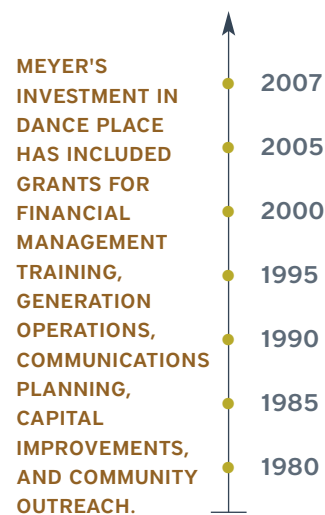 MEYER'S
INVESTMENT IN
DANCE PLACE
HAS INCLUDED
GRANTS FOR
FINANCIAL
MANAGEMENT
TRAINING,
GENERATION
OPERATIONS,
COMMUNICATIONS
PLANNING,
CAPITAL
IMPROVEMENTS,
AND COMMUNITY
OUTREACH.
2007
2005
2000
1995
1990
1985
1980